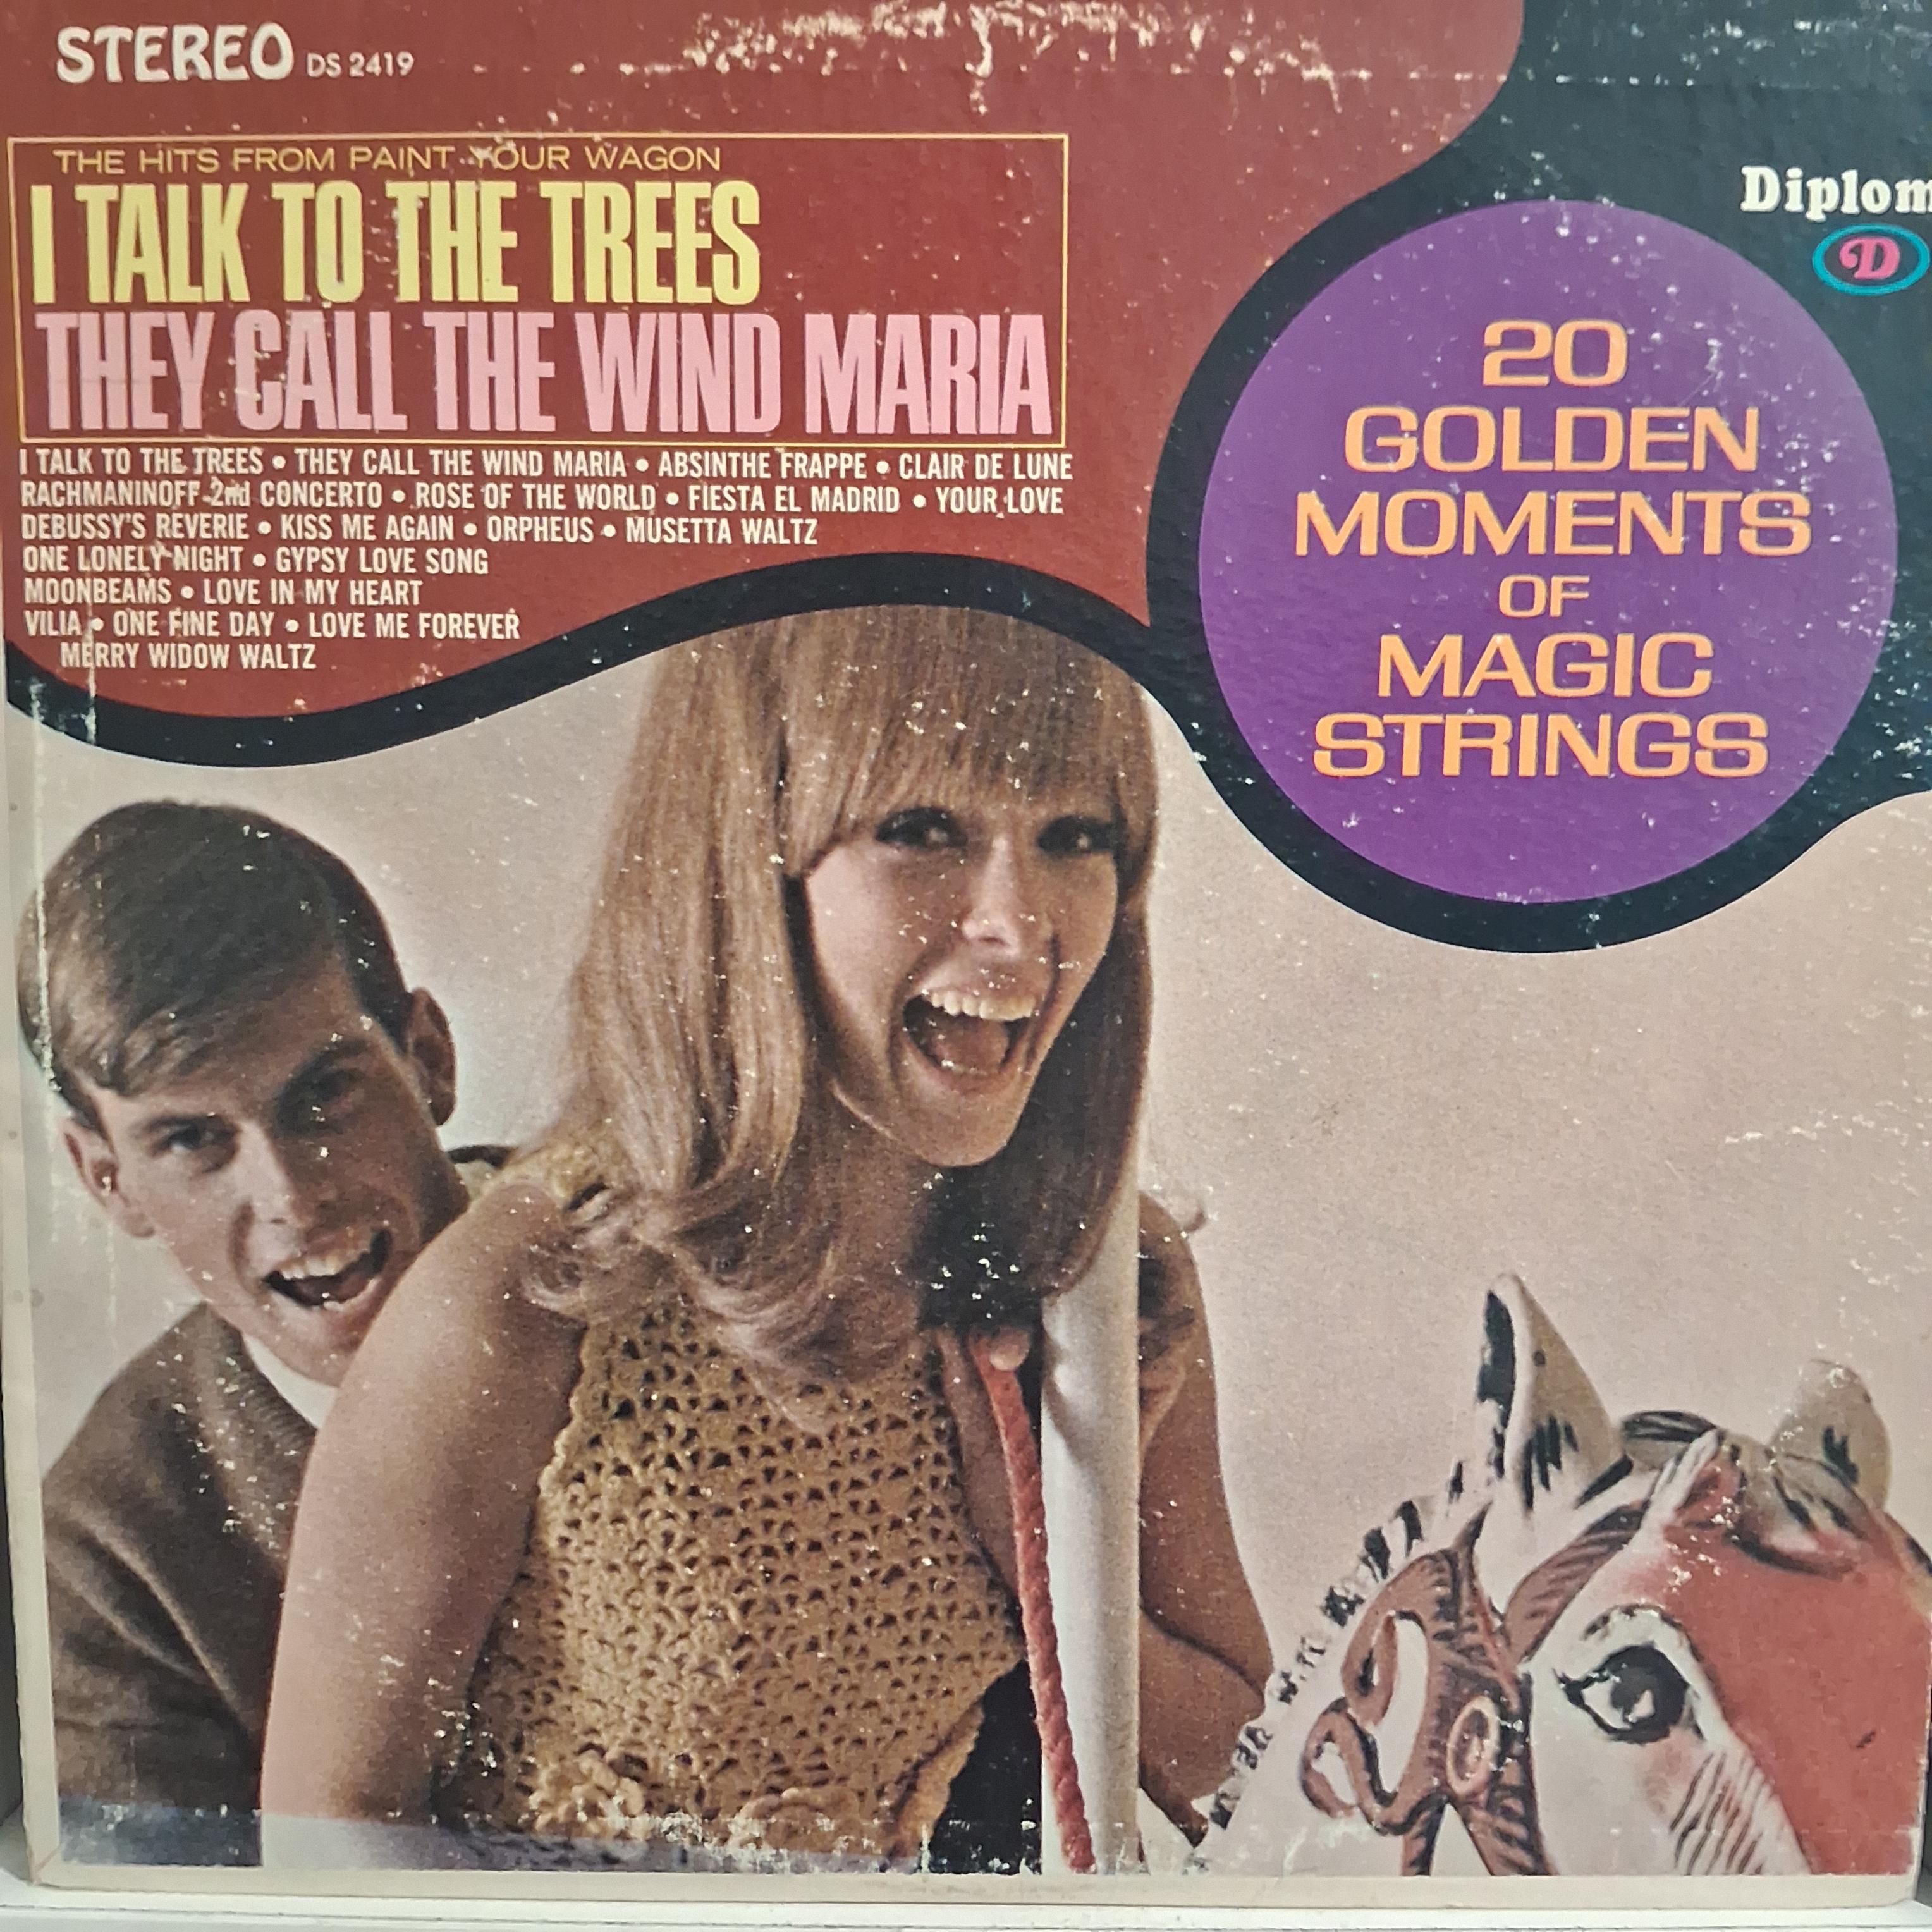 STEREO DS 2419
THE HITS FROM PAINT YOUR WAGON
I TALK TO THE TREES
THEY CALL THE WIND MARIA
I TALK TO THE TREES • THEY CALL THE WIND MARIA • ABSINTHE FRAPPE • CLAIR DE LUNE
RACHMANINOFF 2nd CONCERTO • ROSE OF THE WORLD • FIESTA EL MADRID • YOUR LOVE
DEBUSSY'S REVERIE • KISS ME AGAIN • ORPHEUS • MUSETTA WALTZ
ONE LONELY NIGHT • GYPSY LOVE SONG
MOONBEAMS • LOVE IN MY HEART
VILIA • ONE FINE DAY • LOVE ME FOREVER
MERRY WIDOW WALTZ
Diplom
D
20
GOLDEN
MOMENTS
OF
MAGIC
STRINGS